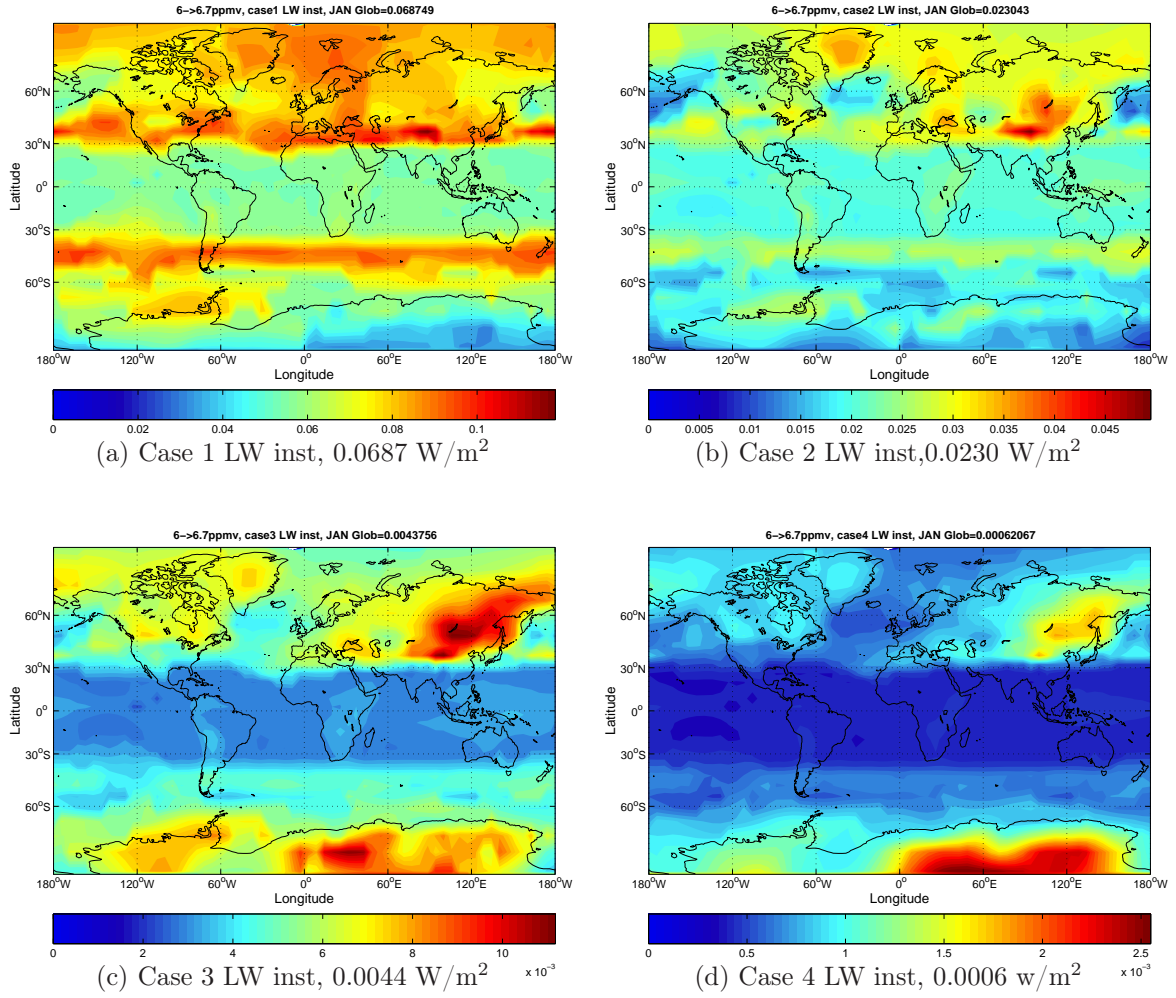 6->6.7ppmv, case1 LW inst, JAN Glob=0.068749
60°N
30°N
0°
30°S
60°S
Latitude
180°W 120°W 60°W 0° 60°E 120°E 180°W
Longitude
0 0.02 0.04 0.06 0.08 0.1
(a) Case 1 LW inst, 0.0687 W/m²
6->6.7ppmv, case2 LW inst, JAN Glob=0.023043
60°N
30°N
0°
30°S
60°S
Latitude
180°W 120°W 60°W 0° 60°E 120°E 180°W
Longitude
0 0.005 0.01 0.015 0.02 0.025 0.03 0.035 0.04 0.045
(b) Case 2 LW inst,0.0230 W/m²
6->6.7ppmv, case3 LW inst, JAN Glob=0.0043756
60°N
30°N
0°
30°S
60°S
Latitude
180°W 120°W 60°W 0° 60°E 120°E 180°W
Longitude
0 2 4 6 8 10
x 10⁻³
(c) Case 3 LW inst, 0.0044 W/m²
6->6.7ppmv, case4 LW inst, JAN Glob=0.00062067
60°N
30°N
0°
30°S
60°S
Latitude
180°W 120°W 60°W 0° 60°E 120°E 180°W
Longitude
0 0.5 1 1.5 2 2.5
x 10⁻³
(d) Case 4 LW inst, 0.0006 w/m²